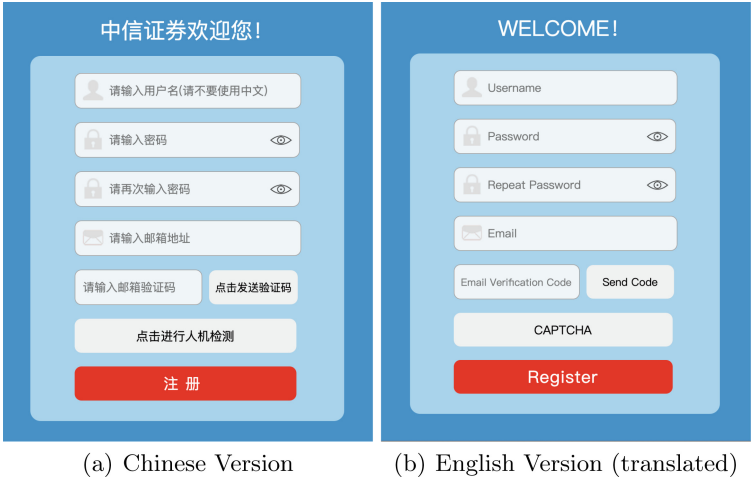 中信证券欢迎您!
请输入用户名(请不要使用中文)
请输入密码
请再次输入密码
请输入邮箱地址
请输入邮箱验证码
点击发送验证码
点击进行人机检测
注 册
(a) Chinese Version
WELCOME!
Username
Password
Repeat Password
Email
Email Verification Code
Send Code
CAPTCHA
Register
(b) English Version (translated)